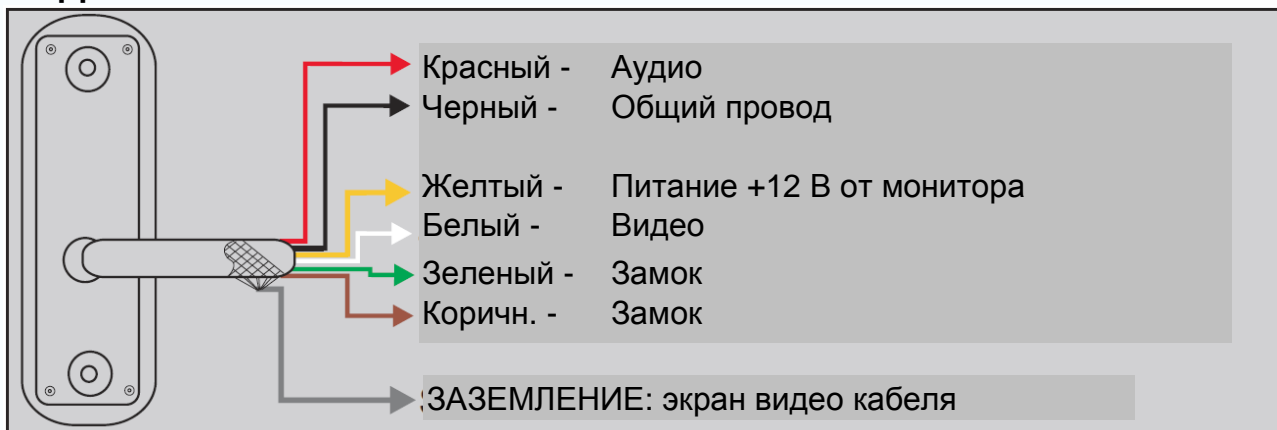 Красный - Аудио
Черный - Общий провод
Желтый - Питание +12 В от монитора
Белый - Видео
Зеленый - Замок
Коричн. - Замок
ЗАЗЕМЛЕНИЕ: экран видео кабеля